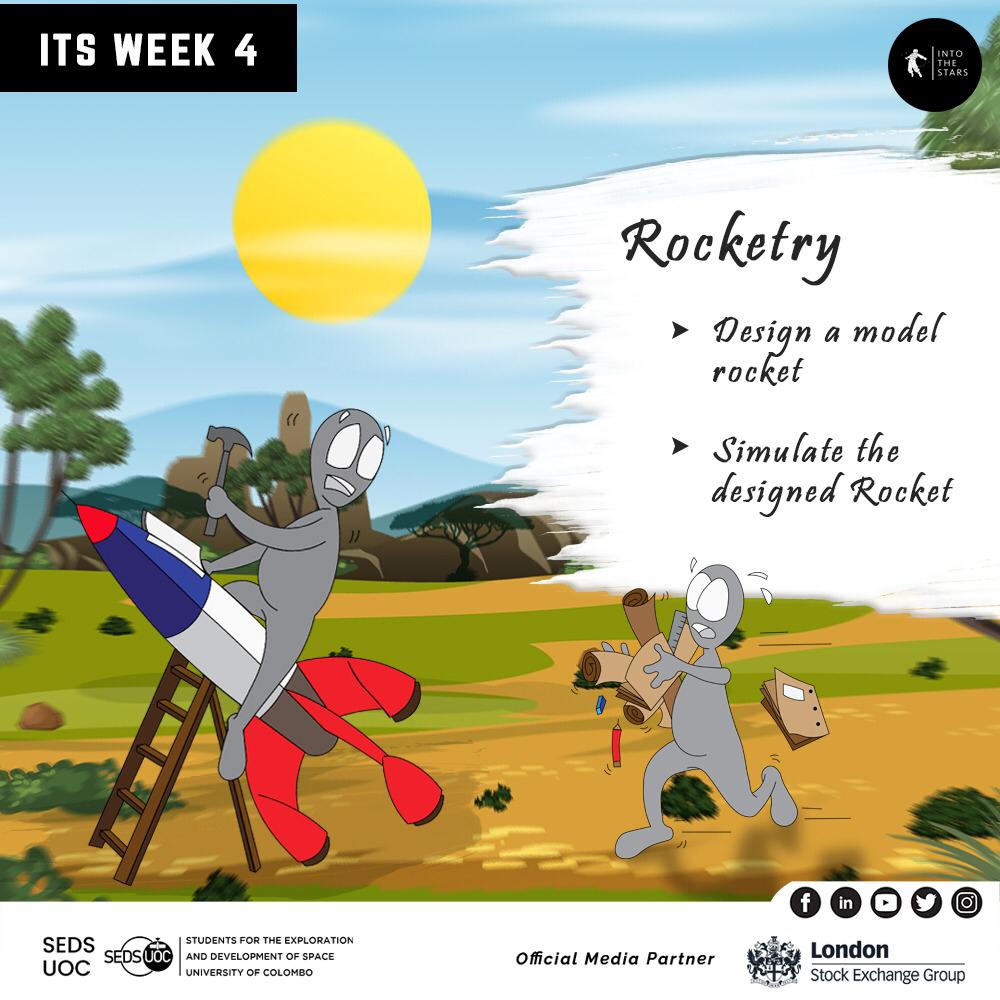 ITS WEEK 4
INTO
THE
STARS
Rocketry
Design a model
rocket
Simulate the
designed Rocket
SEDS
UOC
SEDS UOC
STUDENTS FOR THE EXPLORATION
AND DEVELOPMENT OF SPACE
UNIVERSITY OF COLOMBO
Official Media Partner
London
Stock Exchange Group